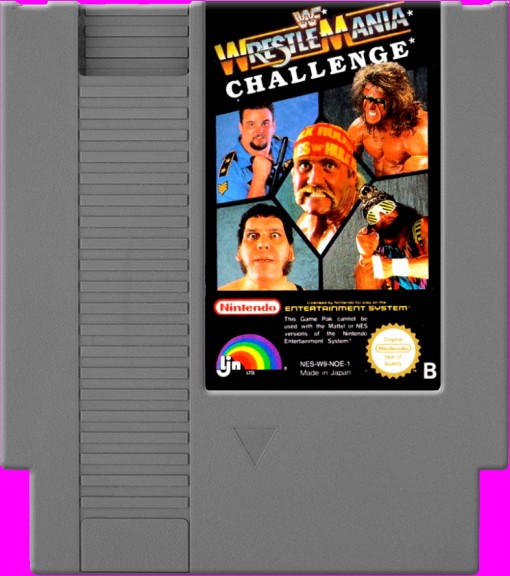 WF
WRESTLEMANIA
CHALLENGE
HULK RULES
Nintendo
Licensed by Nintendo for play on the
ENTERTAINMENT SYSTEM
This Game Pak cannot be
used with the Mattel or NES
versions of the Nintendo
Entertainment System
ljn
LTD.
NES-W9-NOE-1
Made in Japan
Original
Nintendo
Seal of
Quality
B